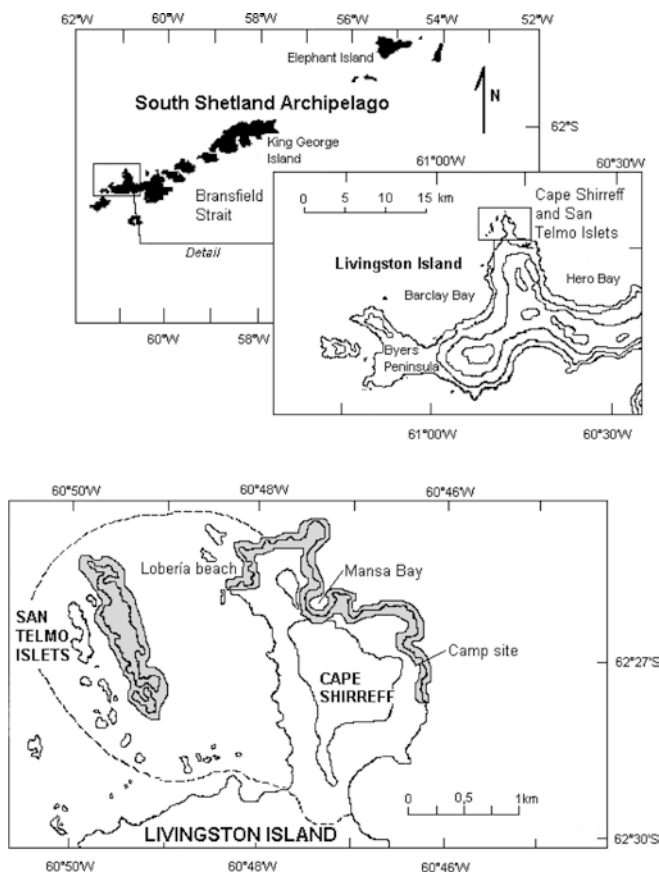 62°W 60°W 58°W 56°W 54°W 52°W
Elephant Island
South Shetland Archipelago
N
62°S
King George
Island
61°00'W 60°30'W
Bransfield
Strait
0 5 10 15 km
Cape Shirreff
and San
Telmo Islets
Detail
Livingston Island
Hero Bay
Barclay Bay
60°W 58°W
Byers
Peninsula
61°00'W 60°30'W
60°50'W 60°48'W 60°46'W
Lobería beach
Mansa Bay
SAN
TELMO
ISLETS
Camp site
62°27'S
CAPE
SHIRREFF
0 0,5 1km
LIVINGSTON ISLAND
62°30'S
60°50'W 60°48'W 60°46'W